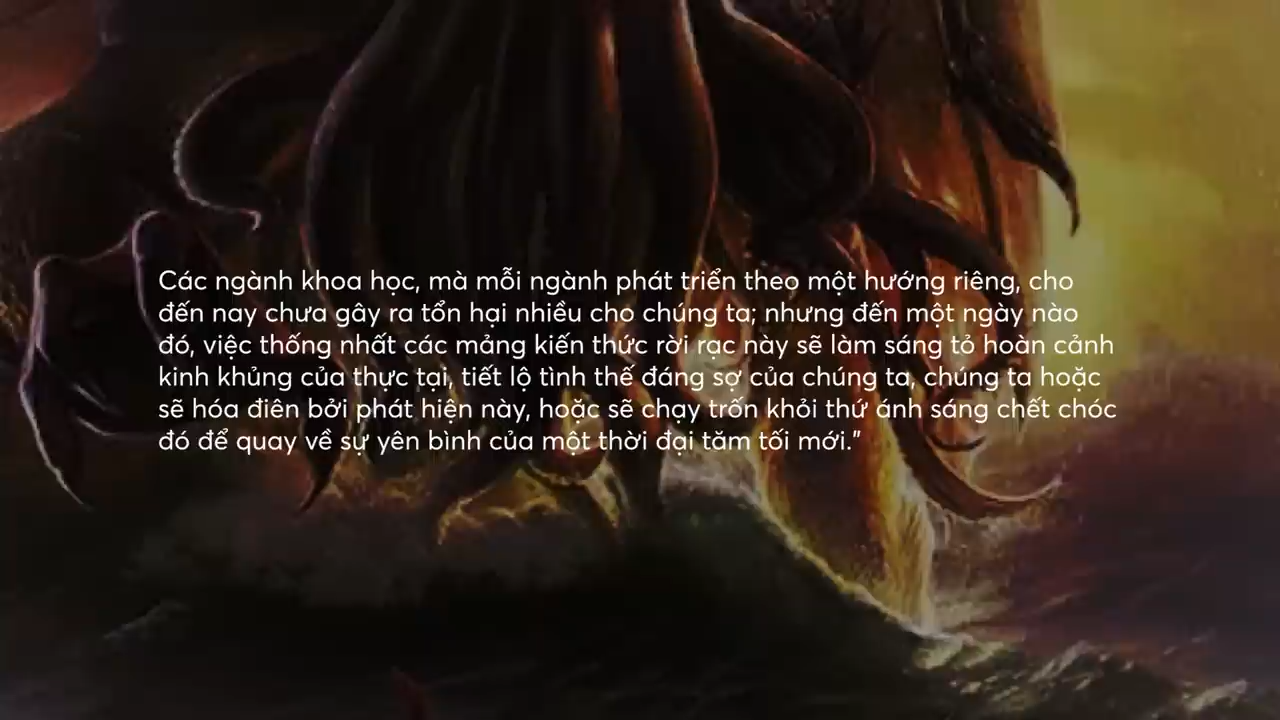 Các ngành khoa học, mà mỗi ngành phát triển theo một hướng riêng, cho
đến nay chưa gây ra tổn hại nhiều cho chúng ta; nhưng đến một ngày nào
đó, việc thống nhất các mảng kiến thức rời rạc này sẽ làm sáng tỏ hoàn cảnh
kinh khủng của thực tại, tiết lộ tình thế đáng sợ của chúng ta, chúng ta hoặc
sẽ hóa điên bởi phát hiện này, hoặc sẽ chạy trốn khỏi thứ ánh sáng chết chóc
đó để quay về sự yên bình của một thời đại tăm tối mới.”